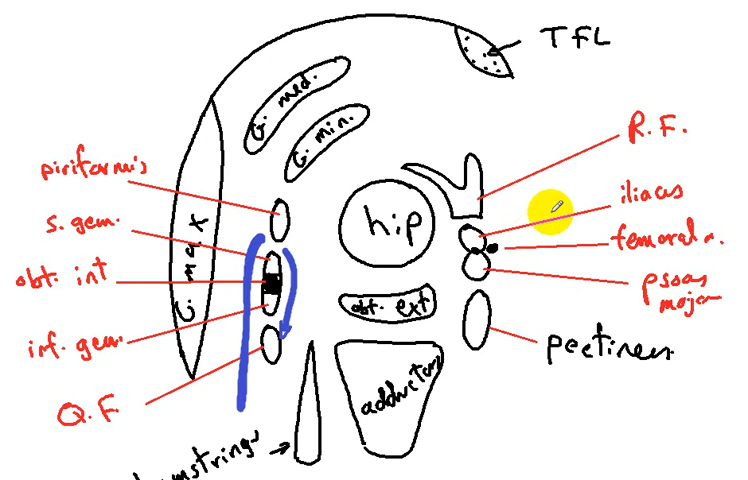 TFL
G. med.
G. min.
R.F.
piriformis
iliacus
s. gem.
hip
femoral n.
G. max
obt. int
psoas
major
obt. ext
inf. gem.
pectineus
Q.F
adductors